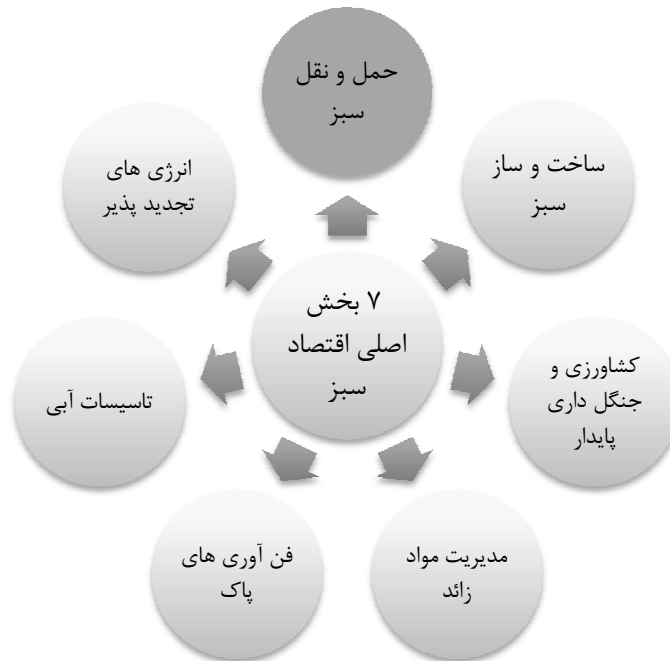 حمل و نقل
سبز
ساخت و ساز
سبز
انرژی های
تجدید پذیر
۷ بخش
اصلی اقتصاد
سبز
کشاورزی و
جنگل داری
پایدار
تاسیسات آبی
مدیریت مواد
زائد
فن آوری های
پاک